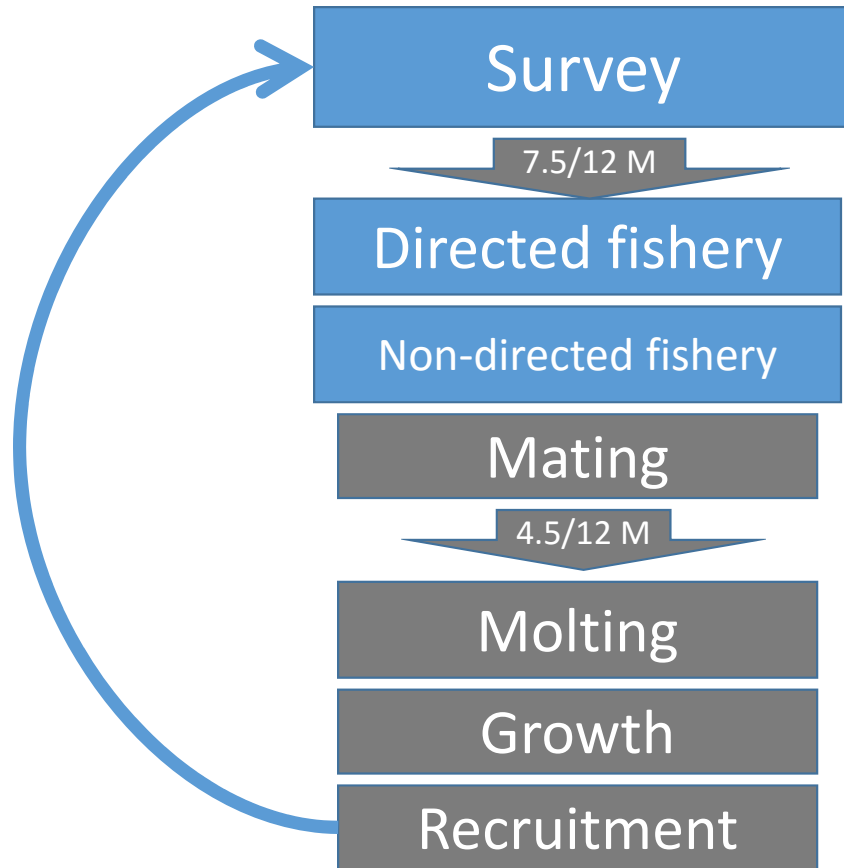 Survey
7.5/12 M
Directed fishery
Non-directed fishery
Mating
4.5/12 M
Molting
Growth
Recruitment